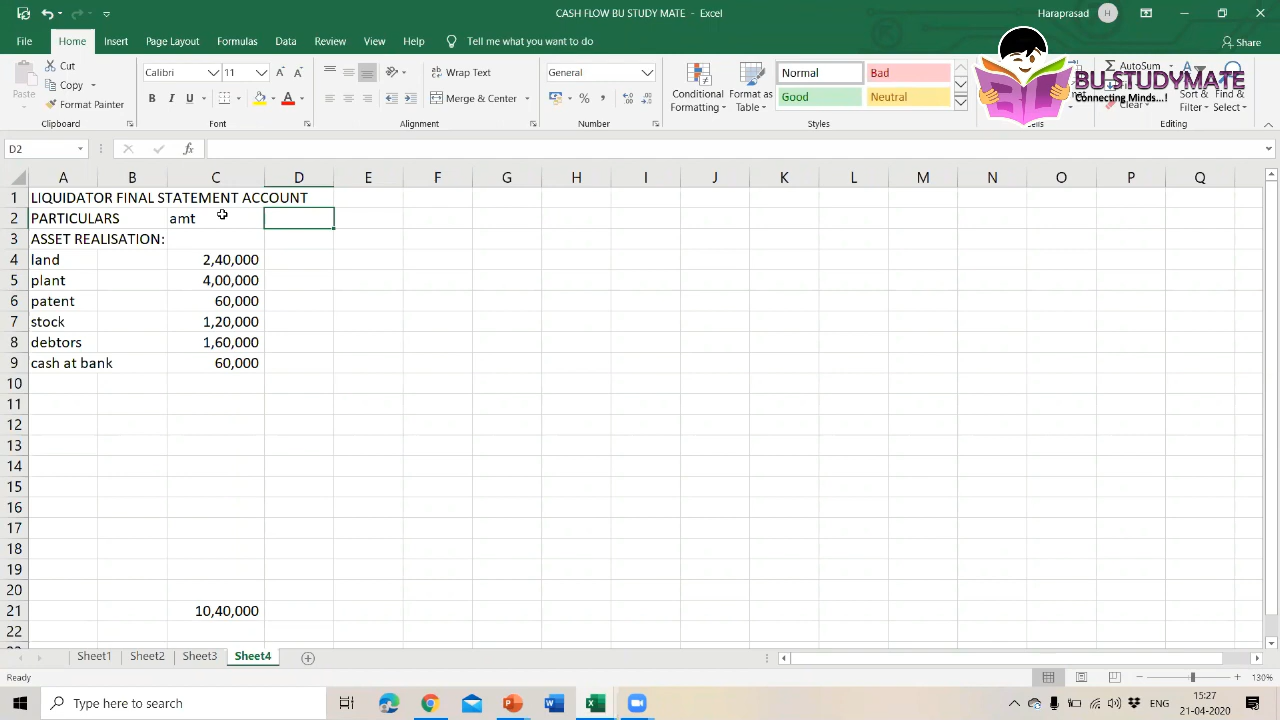 CASH FLOW BU STUDY MATE - Excel
Haraprasad H
File Home Insert Page Layout Formulas Data Review View Help Tell me what you want to do Share
Paste Cut Copy Format Painter Clipboard
Calibri 11 A A B I U A Font
Wrap Text Merge & Center Alignment
General % , Number
Conditional Formatting Format as Table Normal Bad Good Neutral Styles
AutoSum Clear Sort & Filter Find & Select Editing
BU STUDYMATE
Connecting Minds...!
D2 fx
A B C D E F G H I J K L M N O P Q
1 LIQUIDATOR FINAL STATEMENT ACCOUNT
2 PARTICULARS amt
3 ASSET REALISATION:
4 land 2,40,000
5 plant 4,00,000
6 patent 60,000
7 stock 1,20,000
8 debtors 1,60,000
9 cash at bank 60,000
10
11
12
13
14
15
16
17
18
19
20
21 10,40,000
22
Sheet1 Sheet2 Sheet3 Sheet4
Ready 130%
Type here to search ENG 15:27
21-04-2020